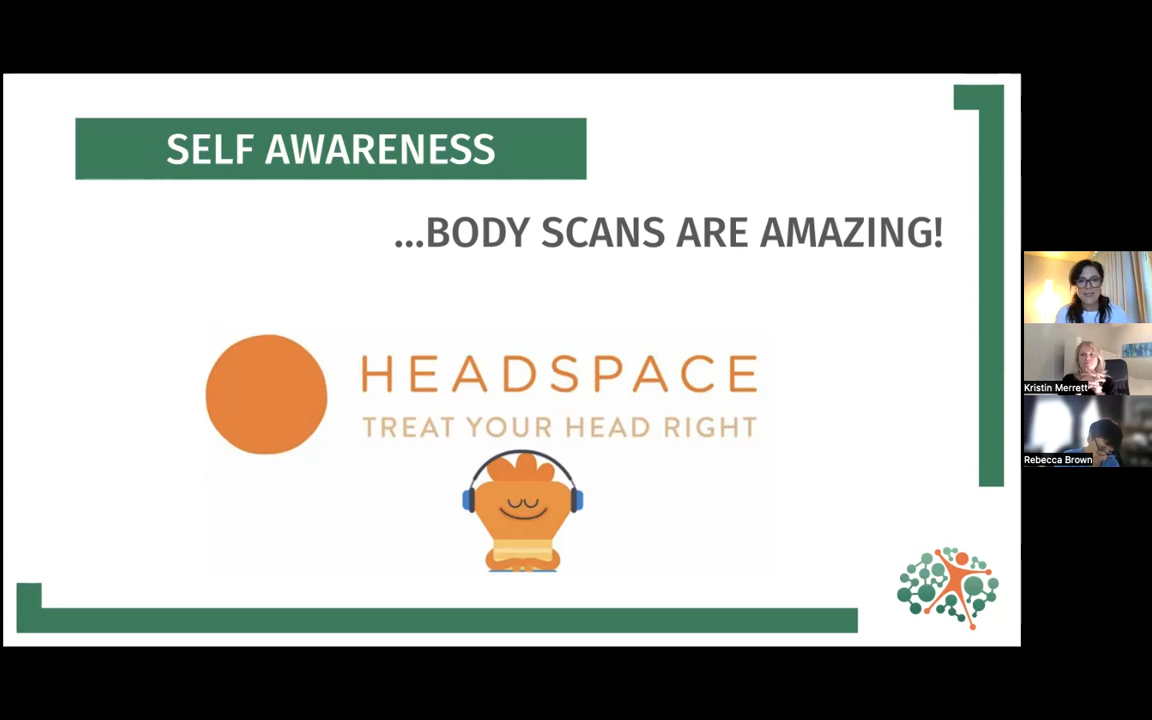 SELF AWARENESS
...BODY SCANS ARE AMAZING!
HEADSPACE
TREAT YOUR HEAD RIGHT
Kristin Merrett
Rebecca Brown